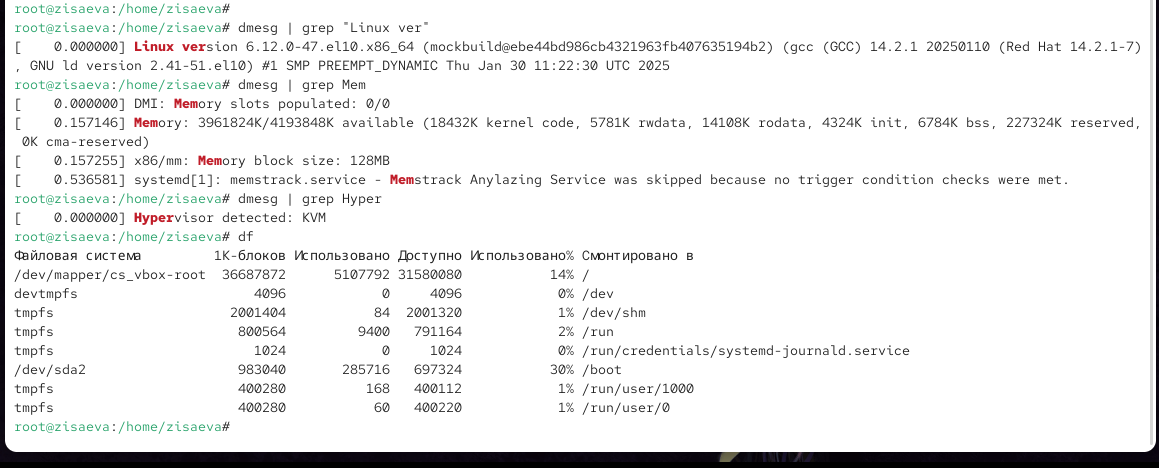 root@zisaeva:/home/zisaeva#
root@zisaeva:/home/zisaeva# dmesg | grep "Linux ver"
[    0.000000] Linux version 6.12.0-47.el10.x86_64 (mockbuild@ebe44bd986cb4321963fb407635194b2) (gcc (GCC) 14.2.1 20250110 (Red Hat 14.2.1-7)
, GNU ld version 2.41-51.el10) #1 SMP PREEMPT_DYNAMIC Thu Jan 30 11:22:30 UTC 2025
root@zisaeva:/home/zisaeva# dmesg | grep Mem
[    0.000000] DMI: Memory slots populated: 0/0
[    0.157146] Memory: 3961824K/4193848K available (18432K kernel code, 5781K rwdata, 14108K rodata, 4324K init, 6784K bss, 227324K reserved,
 0K cma-reserved)
[    0.157255] x86/mm: Memory block size: 128MB
[    0.536581] systemd[1]: memstrack.service - Memstrack Anylazing Service was skipped because no trigger condition checks were met.
root@zisaeva:/home/zisaeva# dmesg | grep Hyper
[    0.000000] Hypervisor detected: KVM
root@zisaeva:/home/zisaeva# df
Файловая система         1K-блоков Использовано Доступно Использовано% Cмонтировано в
/dev/mapper/cs_vbox-root  36687872      5107792 31580080           14% /
devtmpfs                      4096            0     4096            0% /dev
tmpfs                      2001404           84  2001320            1% /dev/shm
tmpfs                       800564         9400   791164            2% /run
tmpfs                         1024            0     1024            0% /run/credentials/systemd-journald.service
/dev/sda2                   983040       285716   697324           30% /boot
tmpfs                       400280          168   400112            1% /run/user/1000
tmpfs                       400280           60   400220            1% /run/user/0
root@zisaeva:/home/zisaeva#